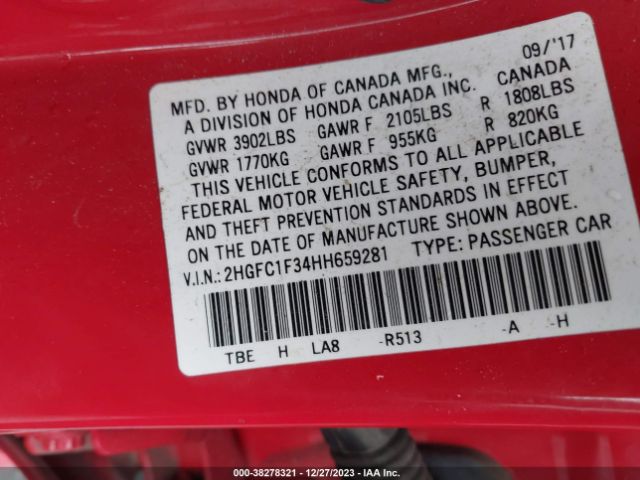 MFD. BY HONDA OF CANADA MFG., 09/'17
A DIVISION OF HONDA CANADA INC. CANADA
GVWR 3902LBS GAWR F 2105LBS R 1808LBS
GVWR 1770KG GAWR F 955KG R 820KG
THIS VEHICLE CONFORMS TO ALL APPLICABLE
FEDERAL MOTOR VEHICLE SAFETY, BUMPER,
AND THEFT PREVENTION STANDARDS IN EFFECT
ON THE DATE OF MANUFACTURE SHOWN ABOVE.
V.I.N.: 2HGFC1F34HH659281 TYPE: PASSENGER CAR
TBE H LA8 -R513 -A -H
000-38278321 - 12/27/2023 - IAA Inc.